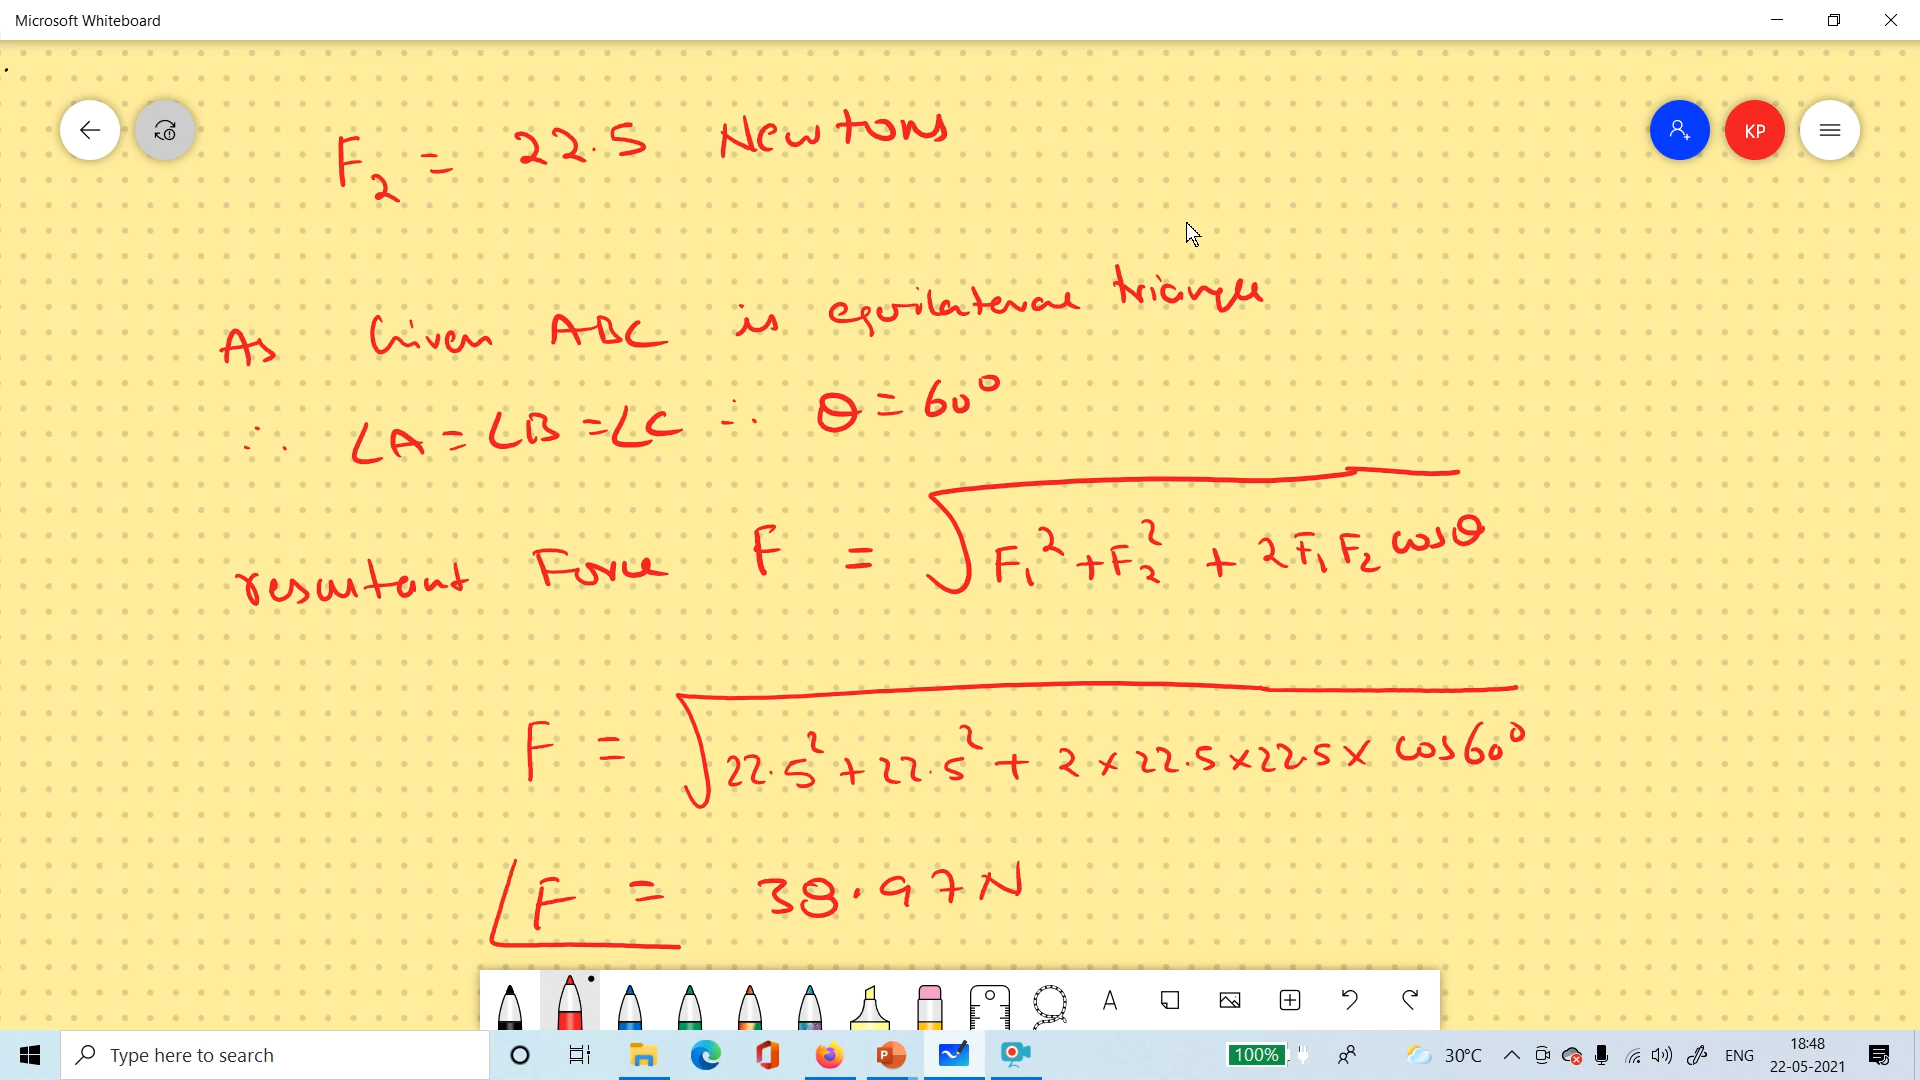 Microsoft Whiteboard
KP
F₂ = 22.5 Newtons
As Given ABC is equilateral triangle
∴ ∠A = ∠B = ∠C ∴ θ = 60°
resultant Force F = √(F₁² + F₂² + 2F₁F₂ cosθ)
F = √(22.5² + 22.5² + 2 × 22.5 × 22.5 × cos60°)
F = 38.97 N
A
Type here to search
100%
30°C
ENG
18:48
22-05-2021